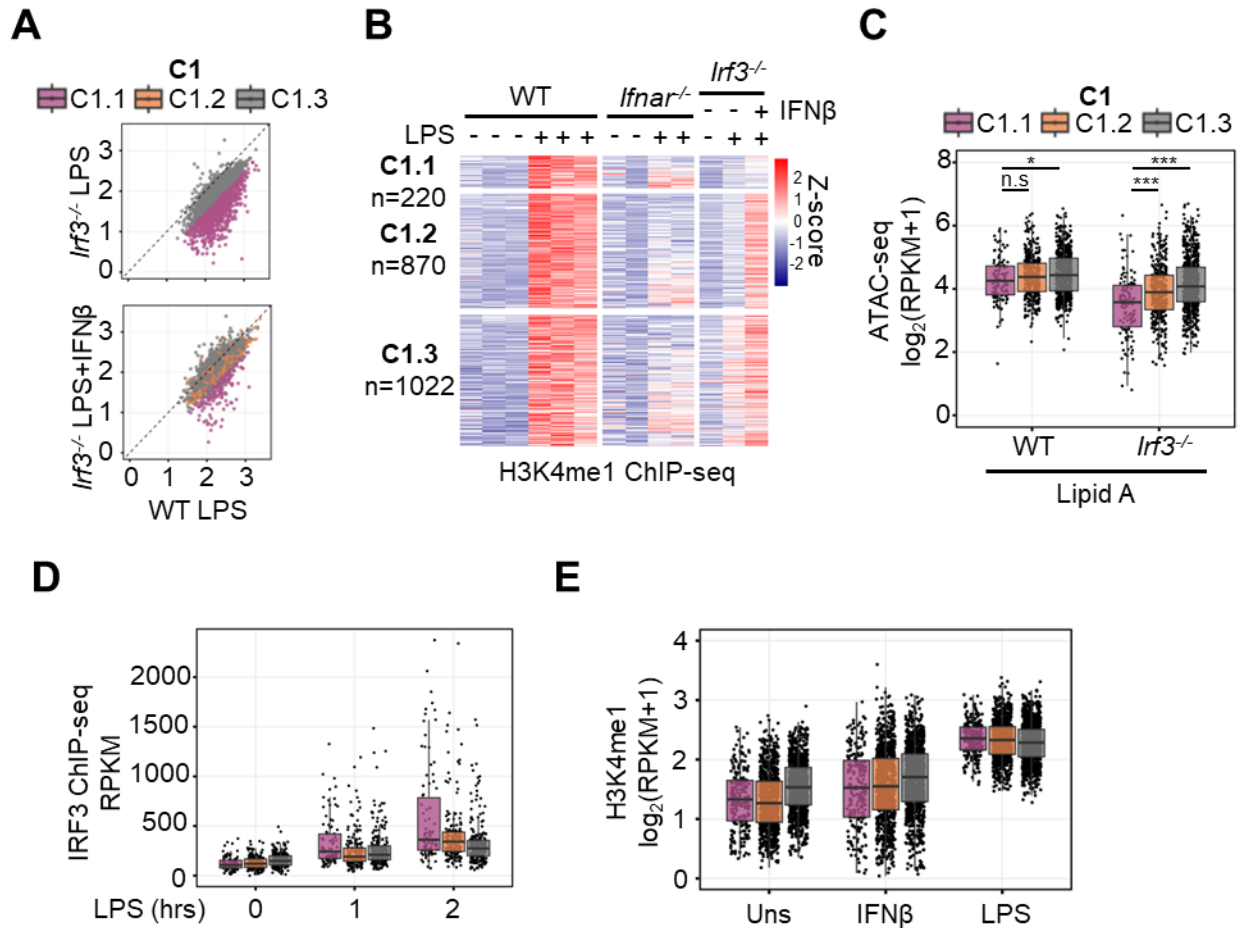 A
C1
C1.1 C1.2 C1.3
Irf3-/- LPS
3
2
1
0
Irf3-/- LPS+IFNβ
3
2
1
0
0 1 2 3
WT LPS
B
WT Ifnar-/- Irf3-/-
- - + IFNβ
LPS - - - + + + - - + + - + +
C1.1
n=220
C1.2
n=870
C1.3
n=1022
H3K4me1 ChIP-seq
2
1
0
-1
-2
Z-score
C
C1
C1.1 C1.2 C1.3
ATAC-seq
log2(RPKM+1)
8
6
4
2
0
* ***
n.s ***
WT Irf3-/-
Lipid A
D
IRF3 ChIP-seq
RPKM
2000
1500
1000
500
0
LPS (hrs) 0 1 2
E
H3K4me1
log2(RPKM+1)
4
3
2
1
0
Uns IFNβ LPS